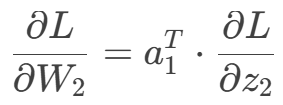 ∂L/∂W₂ = a₁ᵀ · ∂L/∂z₂